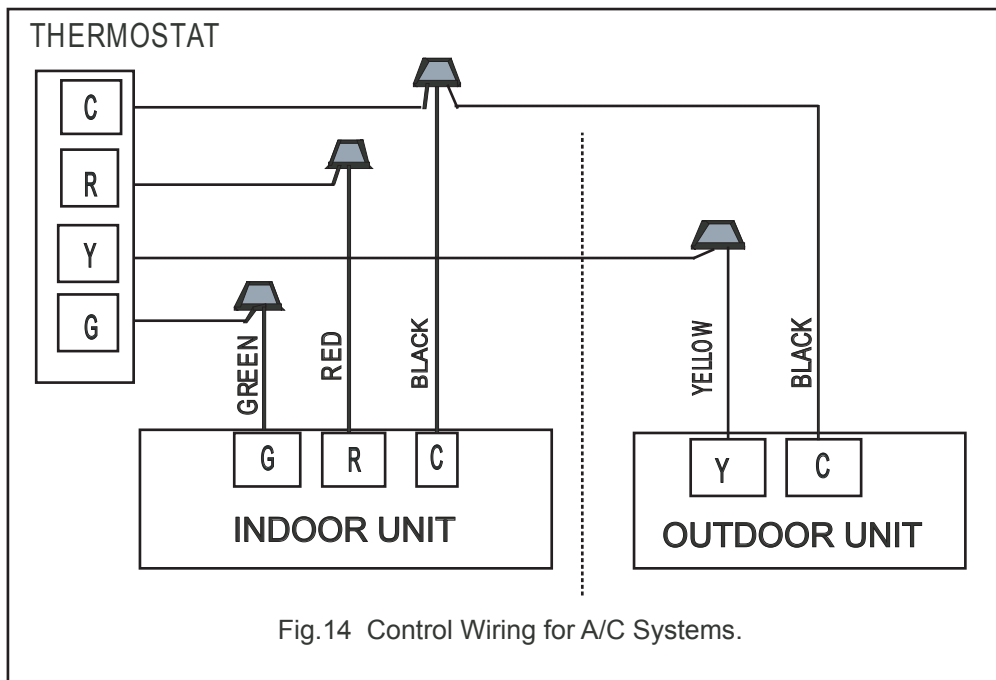 THERMOSTAT
C
R
Y
G
GREEN
RED
BLACK
YELLOW
BLACK
G R C
INDOOR UNIT
Y C
OUTDOOR UNIT
Fig.14 Control Wiring for A/C Systems.